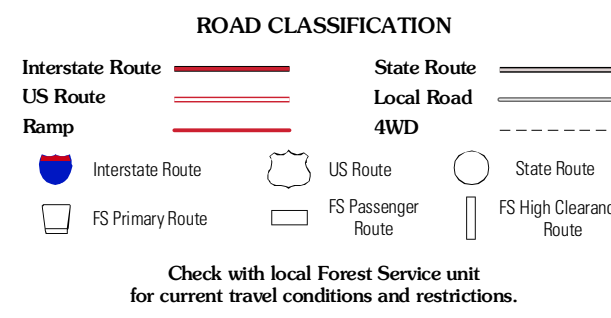 ROAD CLASSIFICATION
Interstate Route
State Route
US Route
Local Road
Ramp
4WD
Interstate Route
US Route
State Route
FS Primary Route
FS Passenger
Route
FS High Clearanc
Route
Check with local Forest Service unit
for current travel conditions and restrictions.